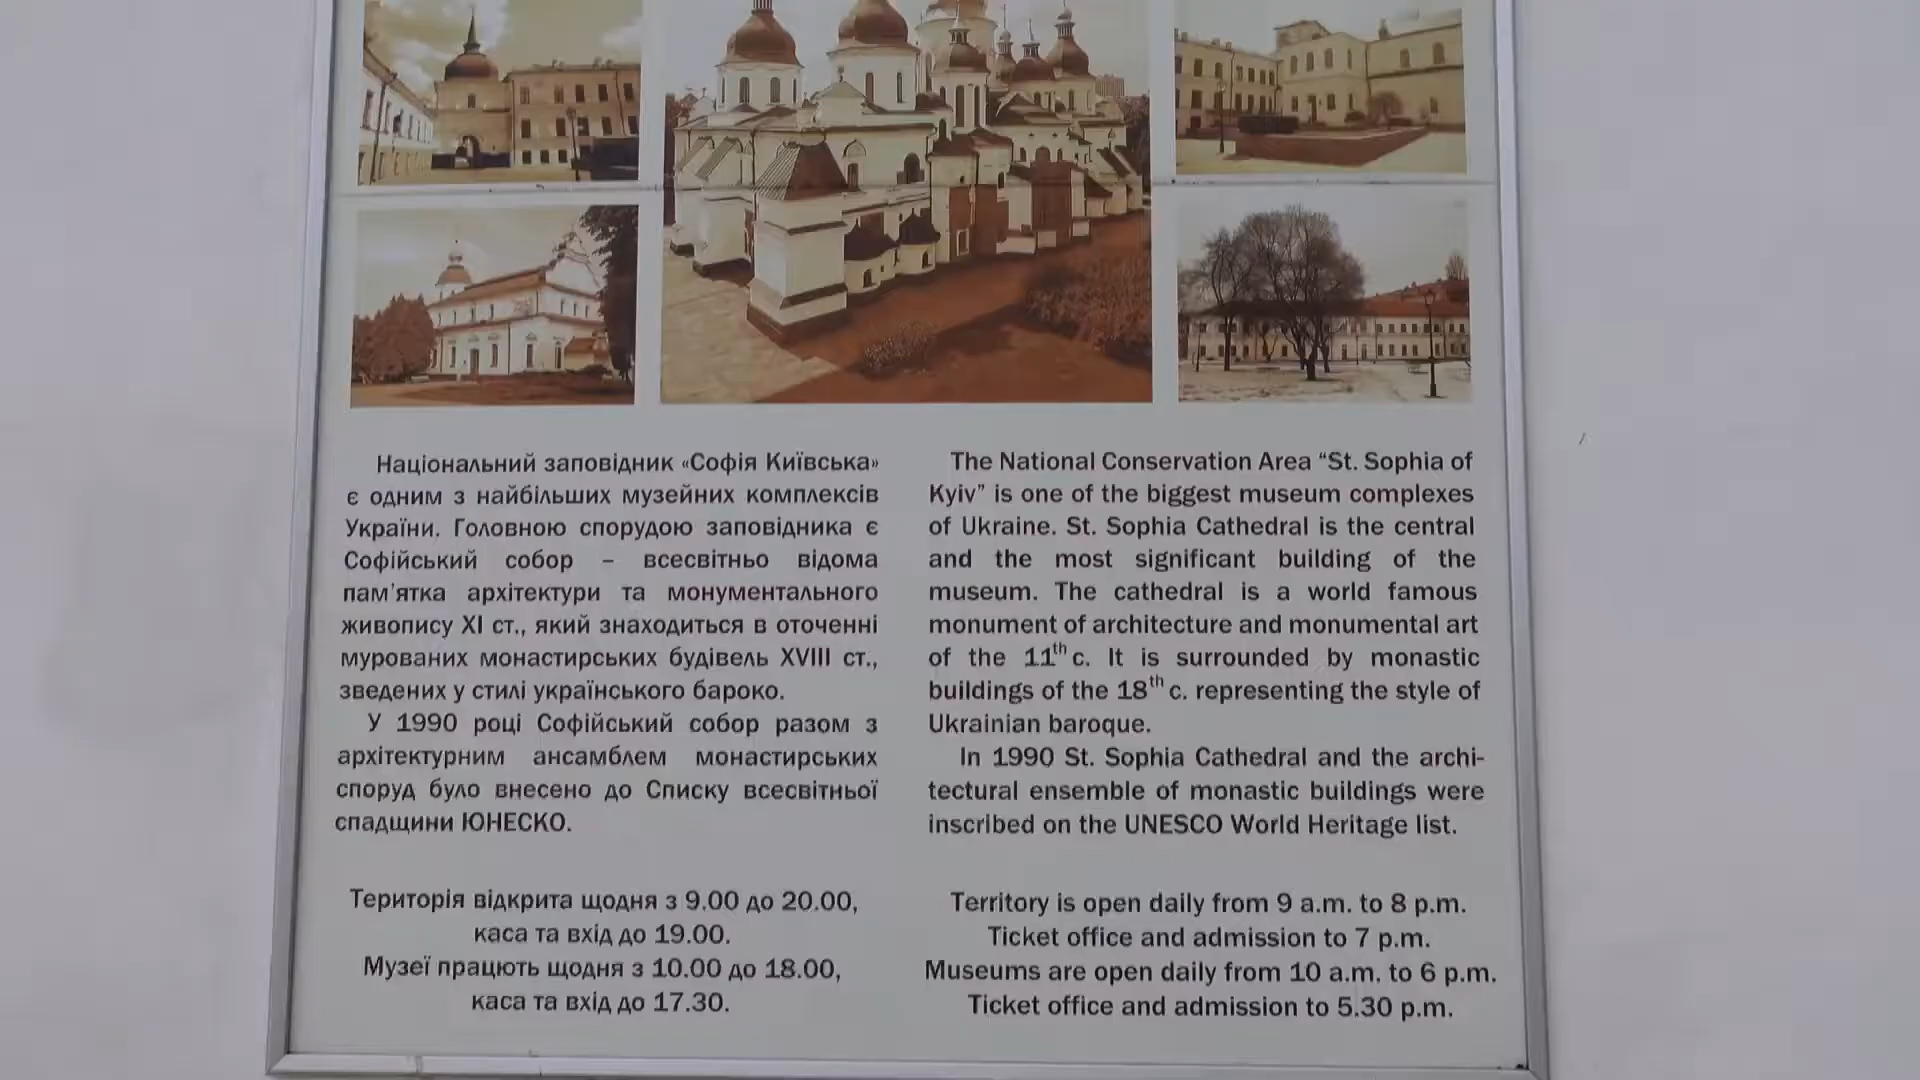 Національний заповідник «Софія Київська»
є одним з найбільших музейних комплексів
України. Головною спорудою заповідника є
Софійський собор – всесвітньо відома
пам'ятка архітектури та монументального
живопису XI ст., який знаходиться в оточенні
мурованих монастирських будівель XVIII ст.,
зведених у стилі українського бароко.
У 1990 році Софійський собор разом з
архітектурним ансамблем монастирських
споруд було внесено до Списку всесвітньої
спадщини ЮНЕСКО.
Територія відкрита щодня з 9.00 до 20.00,
каса та вхід до 19.00.
Музеї працюють щодня з 10.00 до 18.00,
каса та вхід до 17.30.
The National Conservation Area “St. Sophia of
Kyiv” is one of the biggest museum complexes
of Ukraine. St. Sophia Cathedral is the central
and the most significant building of the
museum. The cathedral is a world famous
monument of architecture and monumental art
of the 11th c. It is surrounded by monastic
buildings of the 18th c. representing the style of
Ukrainian baroque.
In 1990 St. Sophia Cathedral and the archi-
tectural ensemble of monastic buildings were
inscribed on the UNESCO World Heritage list.
Territory is open daily from 9 a.m. to 8 p.m.
Ticket office and admission to 7 p.m.
Museums are open daily from 10 a.m. to 6 p.m.
Ticket office and admission to 5.30 p.m.